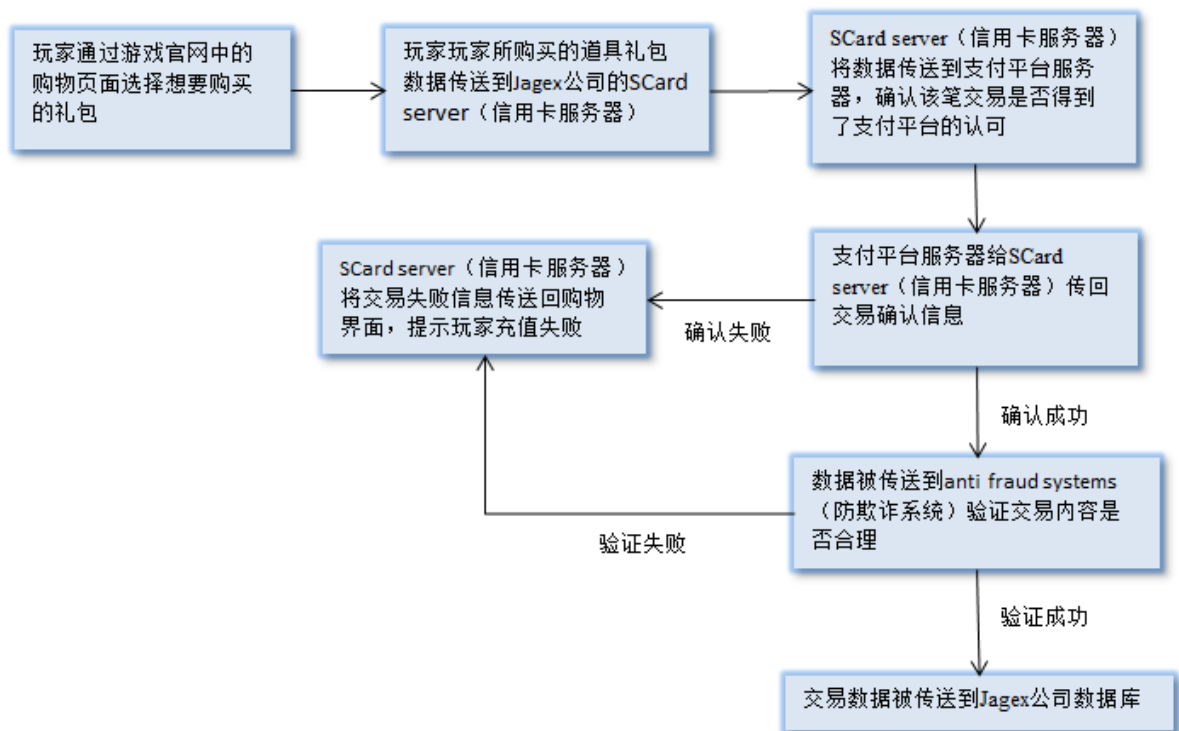 玩家通过游戏官网中的
购物页面选择想要购买
的礼包
玩家玩家所购买的道具礼包
数据传送到Jagex公司的SCard
server（信用卡服务器）
SCard server（信用卡服务器）
将数据传送到支付平台服务
器，确认该笔交易是否得到
了支付平台的认可
SCard server（信用卡服务器）
将交易失败信息传送回购物
界面，提示玩家充值失败
支付平台服务器给SCard
server（信用卡服务器）传回
交易确认信息
确认失败
确认成功
数据被传送到anti fraud systems
（防欺诈系统）验证交易内容是
否合理
验证失败
验证成功
交易数据被传送到Jagex公司数据库